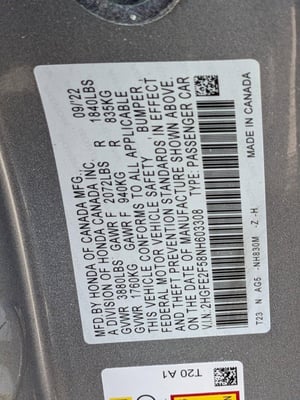 MFD BY HONDA OF CANADA MFG., 09/22
A DIVISION OF HONDA CANADA INC.
GVWR 3880LBS GAWR F 2072LBS R 1840LBS
GVWR 1760KG GAWR F 940KG R 835KG
THIS VEHICLE CONFORMS TO ALL APPLICABLE
FEDERAL MOTOR VEHICLE SAFETY, BUMPER,
AND THEFT PREVENTION STANDARDS IN EFFECT
ON THE DATE OF MANUFACTURE SHOWN ABOVE.
V.I.N.: 2HGFE2F58NH603308 TYPE: PASSENGER CAR
T23 N AG5 -NH830M -Z -H. MADE IN CANADA
T20 A1